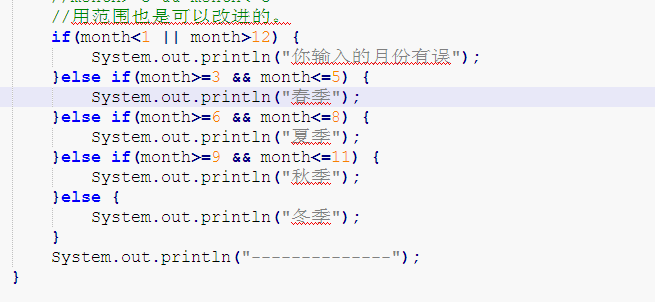 //用范围也是可以改进的。
if(month<1 || month>12) {
System.out.println("你输入的月份有误");
}else if(month>=3 && month<=5) {
System.out.println("春季");
}else if(month>=6 && month<=8) {
System.out.println("夏季");
}else if(month>=9 && month<=11) {
System.out.println("秋季");
}else {
System.out.println("冬季");
}
System.out.println("--------------");
}